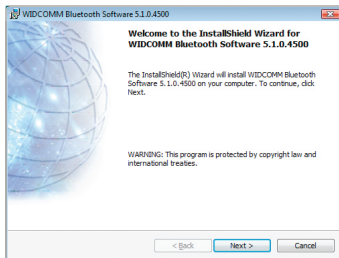 WIDCOMM Bluetooth Software 5.1.0.4500
Welcome to the InstallShield Wizard for
WIDCOMM Bluetooth Software 5.1.0.4500
The InstallShield(R) Wizard will install WIDCOMM Bluetooth
Software 5.1.0.4500 on your computer. To continue, click
Next.
WARNING: This program is protected by copyright law and
international treaties.
< Back
Next >
Cancel